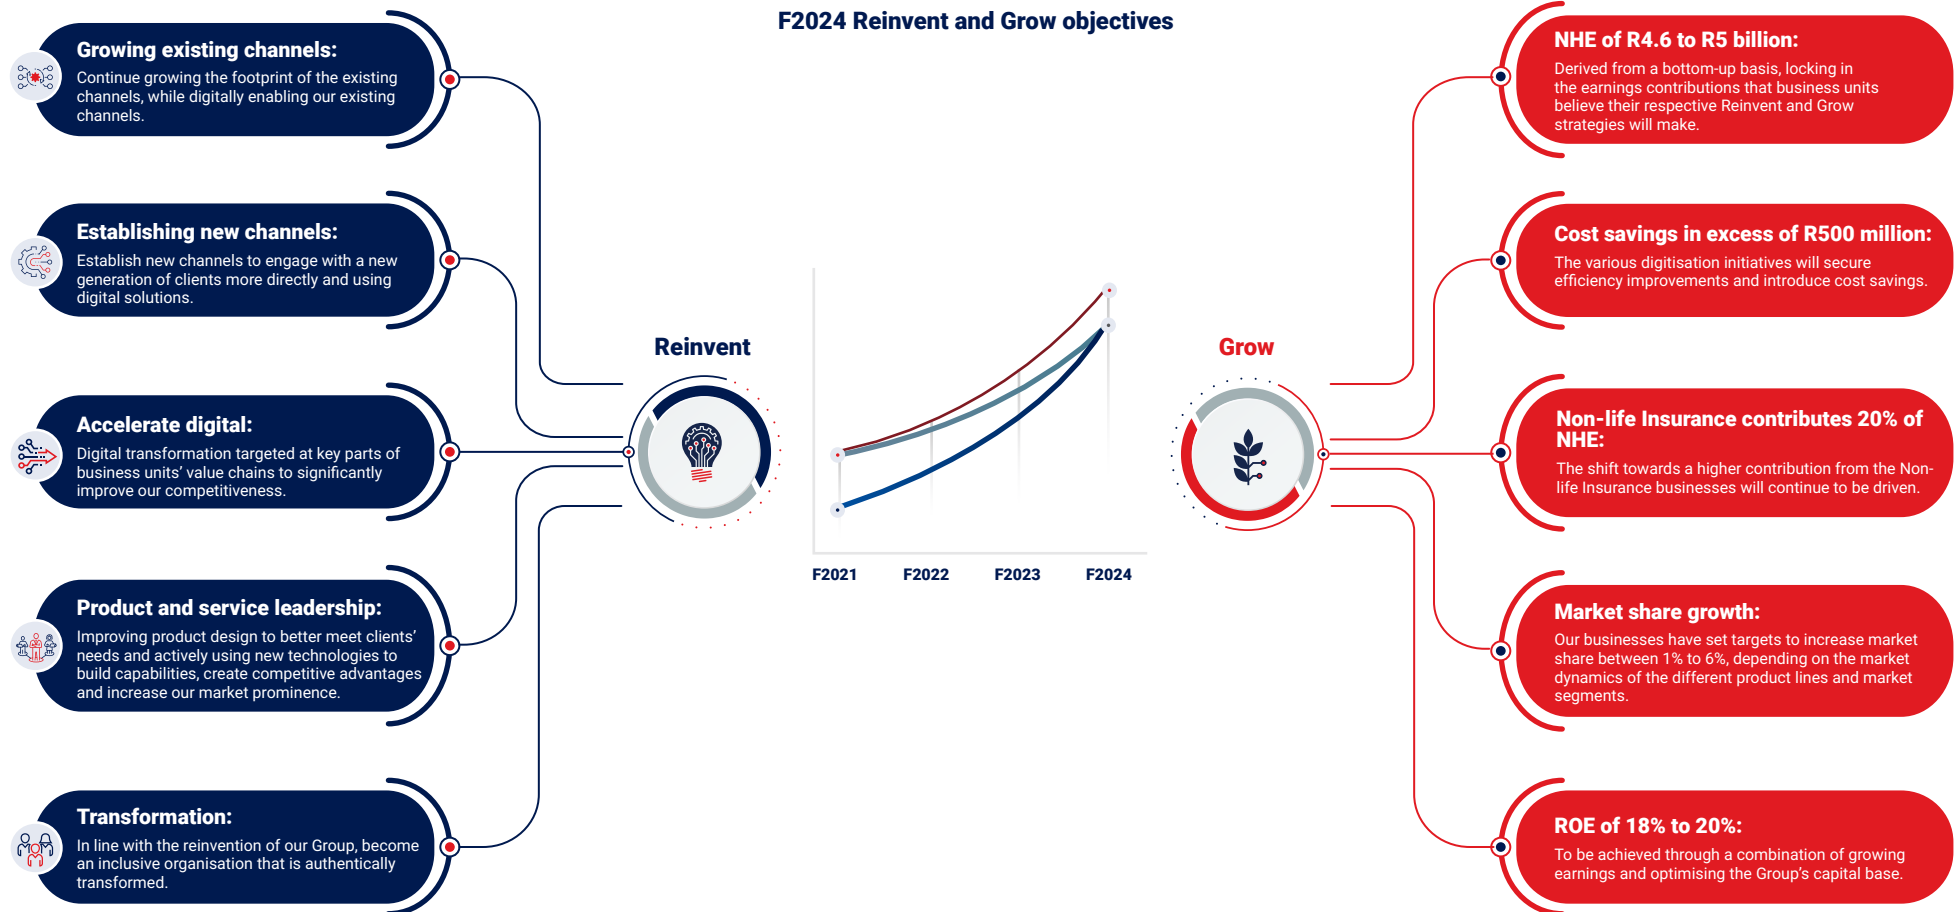 F2024 Reinvent and Grow objectives
Growing existing channels:
Continue growing the footprint of the existing
channels, while digitally enabling our existing
channels.
Establishing new channels:
Establish new channels to engage with a new
generation of clients more directly and using
digital solutions.
Accelerate digital:
Digital transformation targeted at key parts of
business units’ value chains to significantly
improve our competitiveness.
Product and service leadership:
Improving product design to better meet clients’
needs and actively using new technologies to
build capabilities, create competitive advantages
and increase our market prominence.
Transformation:
In line with the reinvention of our Group, become
an inclusive organisation that is authentically
transformed.
Reinvent
F2021 F2022 F2023 F2024
Grow
NHE of R4.6 to R5 billion:
Derived from a bottom-up basis, locking in
the earnings contributions that business units
believe their respective Reinvent and Grow
strategies will make.
Cost savings in excess of R500 million:
The various digitisation initiatives will secure
efficiency improvements and introduce cost savings.
Non-life Insurance contributes 20% of
NHE:
The shift towards a higher contribution from the Non-
life Insurance businesses will continue to be driven.
Market share growth:
Our businesses have set targets to increase market
share between 1% to 6%, depending on the market
dynamics of the different product lines and market
segments.
ROE of 18% to 20%:
To be achieved through a combination of growing
earnings and optimising the Group’s capital base.